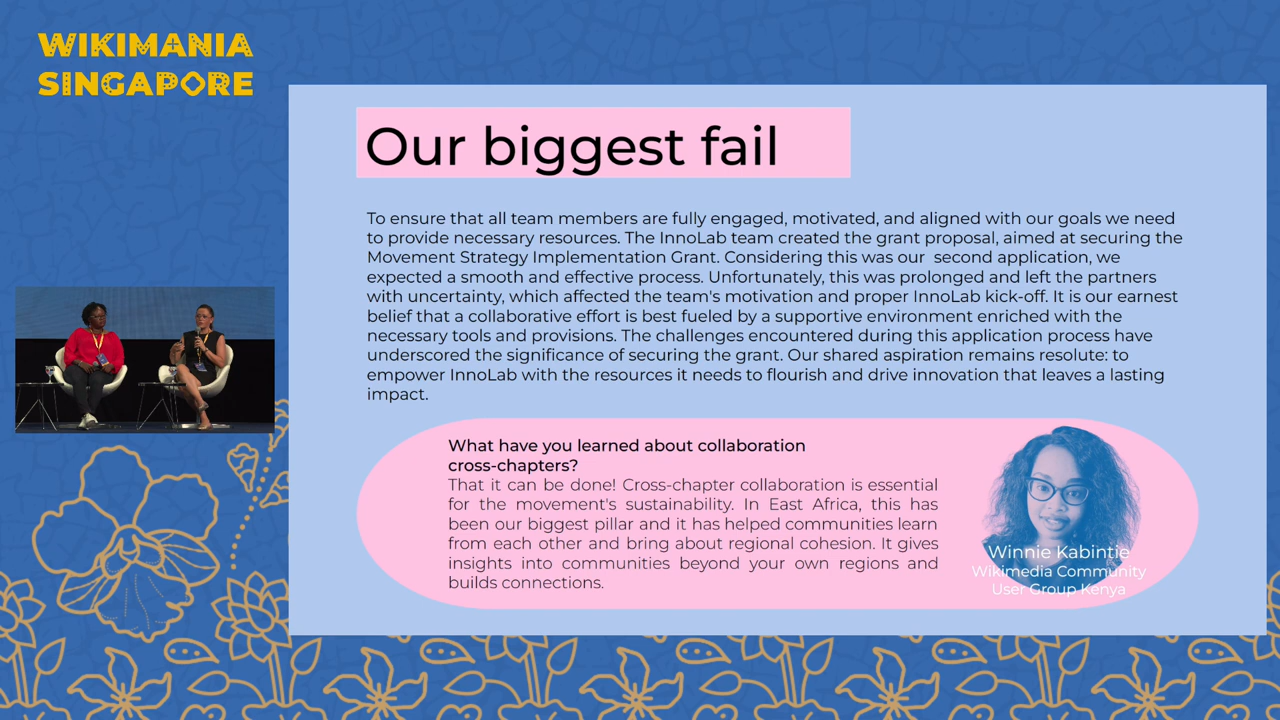 WIKIMANIA
SINGAPORE
Our biggest fail
To ensure that all team members are fully engaged, motivated, and aligned with our goals we need
to provide necessary resources. The InnoLab team created the grant proposal, aimed at securing the
Movement Strategy Implementation Grant. Considering this was our  second application, we
expected a smooth and effective process. Unfortunately, this was prolonged and left the partners
with uncertainty, which affected the team's motivation and proper InnoLab kick-off. It is our earnest
belief that a collaborative effort is best fueled by a supportive environment enriched with the
necessary tools and provisions. The challenges encountered during this application process have
underscored the significance of securing the grant. Our shared aspiration remains resolute: to
empower InnoLab with the resources it needs to flourish and drive innovation that leaves a lasting
impact.
What have you learned about collaboration
cross-chapters?
That it can be done! Cross-chapter collaboration is essential
for the movement's sustainability. In East Africa, this has
been our biggest pillar and it has helped communities learn
from each other and bring about regional cohesion. It gives
insights into communities beyond your own regions and
builds connections.
Winnie Kabintie
Wikimedia Community
User Group Kenya